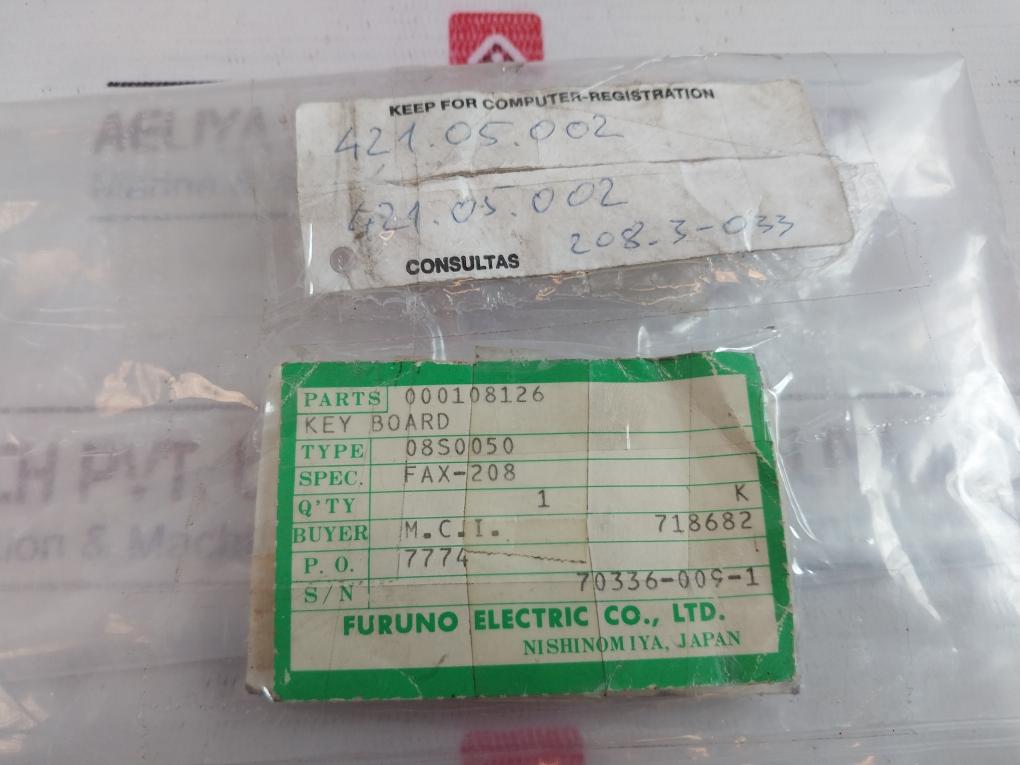 KEEP FOR COMPUTER-REGISTRATION
421.05.002
421.05.002
208.3-033
CONSULTAS
AELIYA
PARTS 000108126
KEY BOARD
TYPE 08S0050
SPEC. FAX-208
Q'TY 1 K
BUYER M.C.I. 718682
P. O. 7774
S/N 70336-009-1
FURUNO ELECTRIC CO., LTD.
NISHINOMIYA, JAPAN